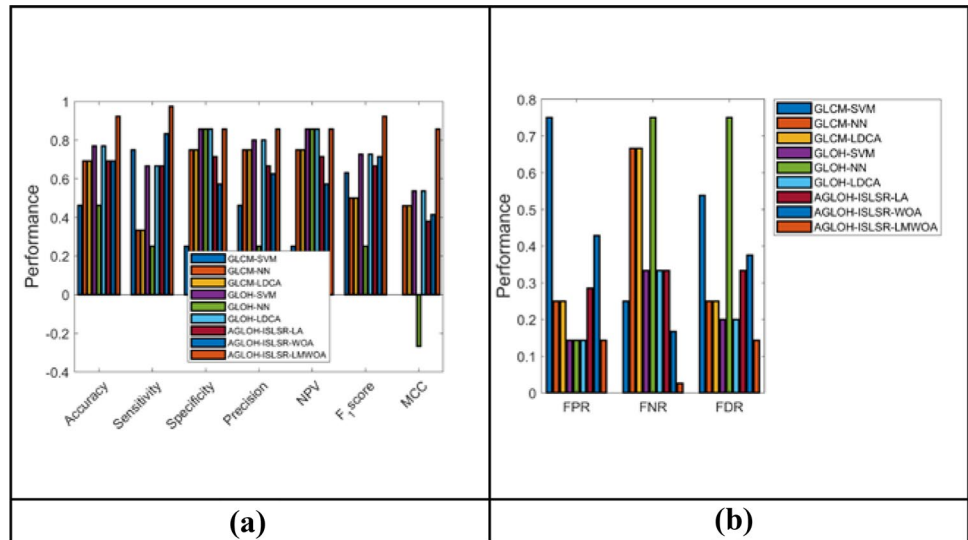 Performance
1
0.8
0.6
0.4
0.2
0
-0.2
-0.4
GLCM-SVM
GLCM-NN
GLCM-LDCA
GLOH-SVM
GLOH-NN
GLOH-LDCA
AGLOH-ISLSR-LA
AGLOH-ISLSR-WOA
AGLOH-ISLSR-LMWOA
Accuracy
Sensitivity
Specificity
Precision
NPV
F1score
MCC
(a)
Performance
0.8
0.7
0.6
0.5
0.4
0.3
0.2
0.1
0
FPR
FNR
FDR
GLCM-SVM
GLCM-NN
GLCM-LDCA
GLOH-SVM
GLOH-NN
GLOH-LDCA
AGLOH-ISLSR-LA
AGLOH-ISLSR-WOA
AGLOH-ISLSR-LMWOA
(b)